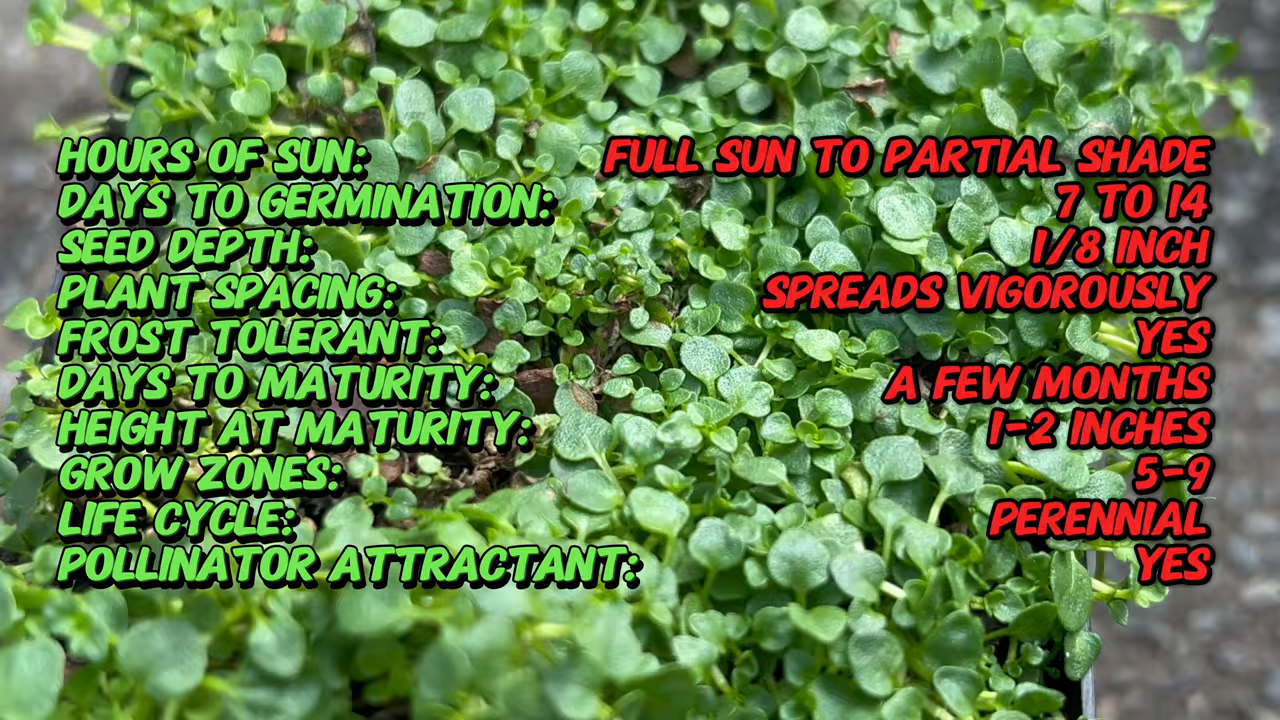 HOURS OF SUN: FULL SUN TO PARTIAL SHADE
DAYS TO GERMINATION: 7 TO 14
SEED DEPTH: 1/8 INCH
PLANT SPACING: SPREADS VIGOROUSLY
FROST TOLERANT: YES
DAYS TO MATURITY: A FEW MONTHS
HEIGHT AT MATURITY: 1-2 INCHES
GROW ZONES: 5-9
LIFE CYCLE: PERENNIAL
POLLINATOR ATTRACTANT: YES